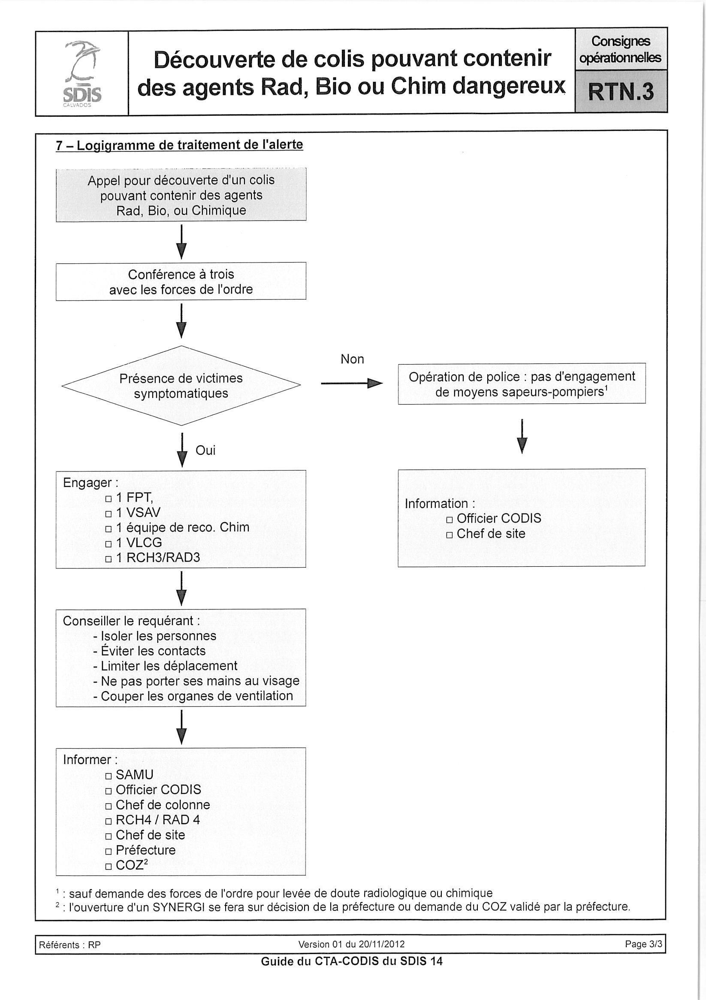 SDIS
CALVADOS
Découverte de colis pouvant contenir
des agents Rad, Bio ou Chim dangereux
Consignes
opérationnelles
RTN.3
7 – Logigramme de traitement de l'alerte
Appel pour découverte d'un colis
pouvant contenir des agents
Rad, Bio, ou Chimique
Conférence à trois
avec les forces de l'ordre
Présence de victimes
symptomatiques
Non
Opération de police : pas d'engagement
de moyens sapeurs-pompiers¹
Oui
Engager :
□ 1 FPT,
□ 1 VSAV
□ 1 équipe de reco. Chim
□ 1 VLCG
□ 1 RCH3/RAD3
Information :
□ Officier CODIS
□ Chef de site
Conseiller le requérant :
- Isoler les personnes
- Éviter les contacts
- Limiter les déplacement
- Ne pas porter ses mains au visage
- Couper les organes de ventilation
Informer :
□ SAMU
□ Officier CODIS
□ Chef de colonne
□ RCH4 / RAD 4
□ Chef de site
□ Préfecture
□ COZ²
¹ : sauf demande des forces de l'ordre pour levée de doute radiologique ou chimique
² : l'ouverture d'un SYNERGI se fera sur décision de la préfecture ou demande du COZ validé par la préfecture.
Référents : RP
Version 01 du 20/11/2012
Page 3/3
Guide du CTA-CODIS du SDIS 14